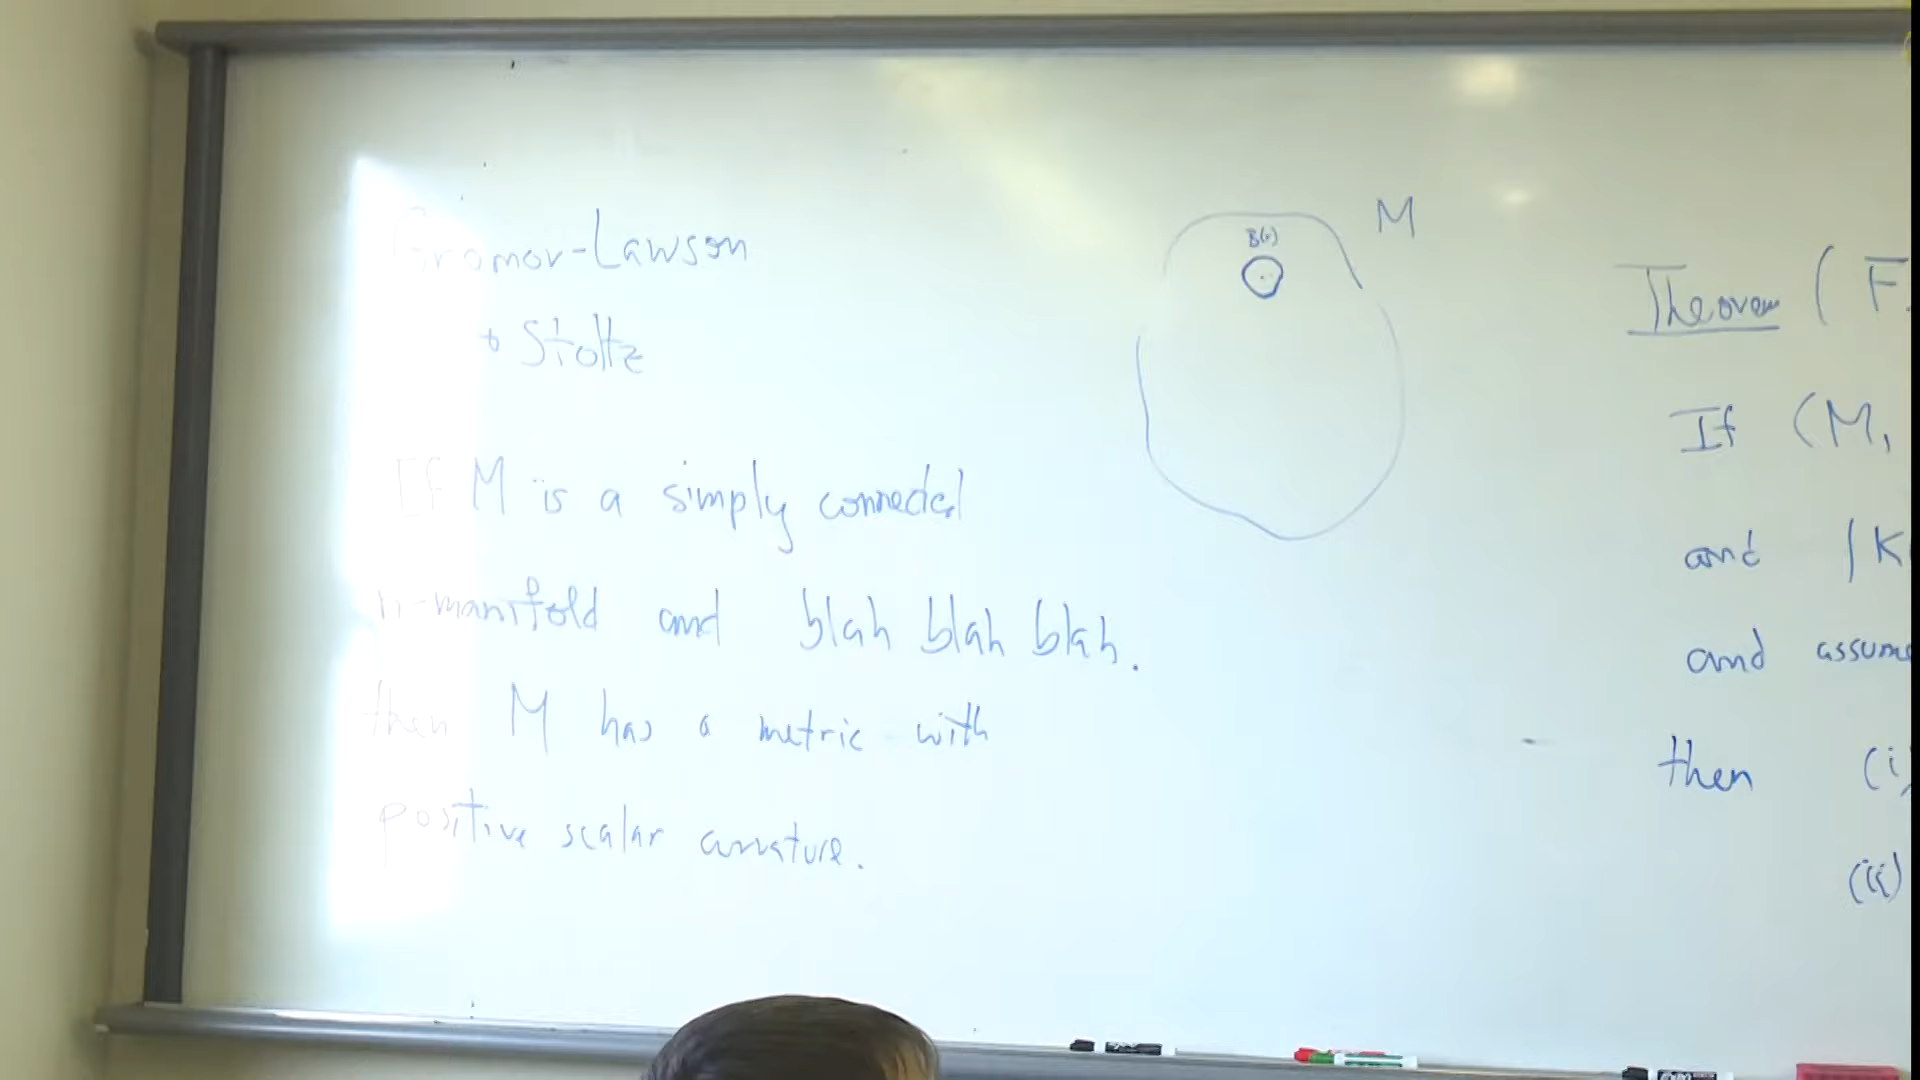 Gromov-Lawson
+ Stoltz
If M is a simply connected
n-manifold and blah blah blah.
then M has a metric with
positive scalar curvature.
B(r)
M
Theorem ( F.
If (M,
and |K
and assume
then (i)
(ii)